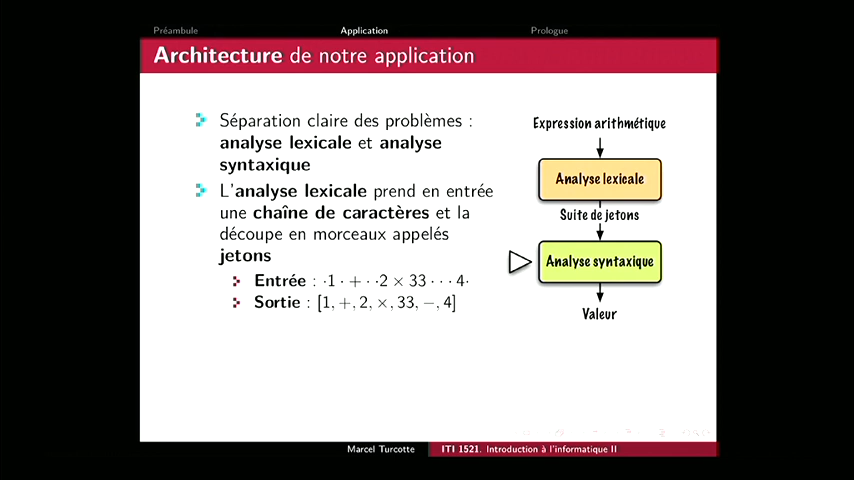 Préambule Application Prologue
Architecture de notre application
Séparation claire des problèmes :
analyse lexicale et analyse
syntaxique
L'analyse lexicale prend en entrée
une chaîne de caractères et la
découpe en morceaux appelés
jetons
Entrée : ·1 · + · ·2 × 33 · · · 4·
Sortie : [1, +, 2, ×, 33, −, 4]
Expression arithmétique
Analyse lexicale
Suite de jetons
Analyse syntaxique
Valeur
Marcel Turcotte ITI 1521. Introduction à l'informatique II